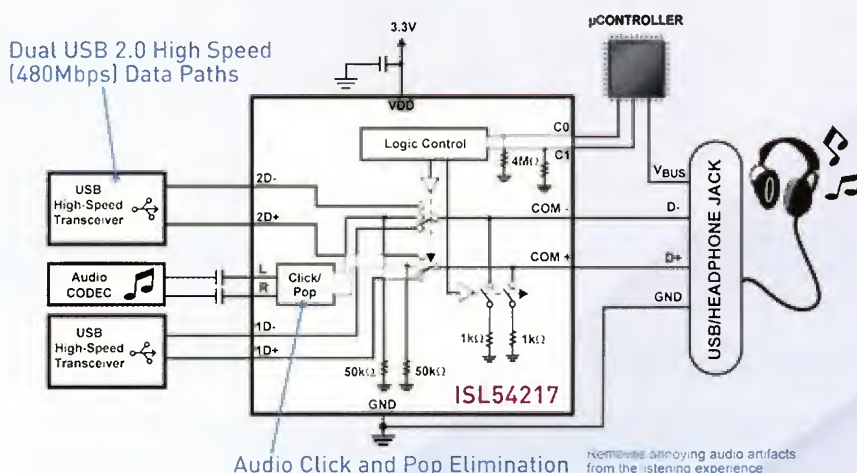 3.3V
µCONTROLLER
Dual USB 2.0 High Speed
(480Mbps) Data Paths
VDD
Logic Control
C0
C1
4MΩ
USB
High-Speed
Transceiver
2D-
2D+
COM -
COM +
VBUS
D-
D+
GND
USB/HEADPHONE JACK
Audio
CODEC
L
R
Click/
Pop
USB
High-Speed
Transceiver
1D-
1D+
50kΩ
50kΩ
1kΩ
1kΩ
ISL54217
GND
Audio Click and Pop Elimination
Removes annoying audio artifacts
from the listening experience